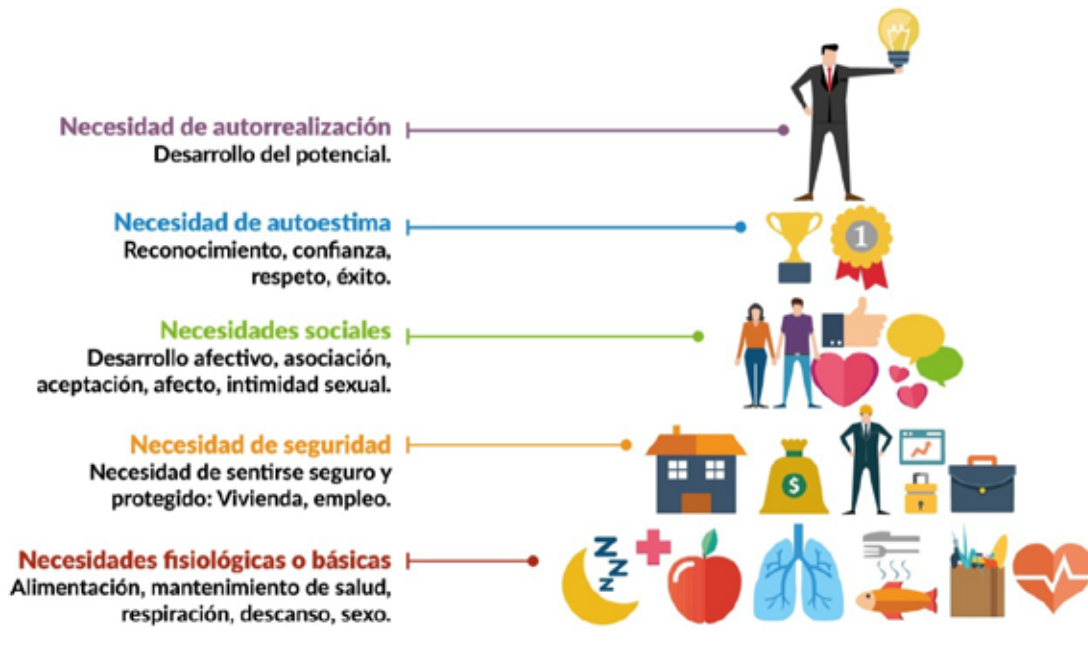 Necesidad de autorrealización
Desarrollo del potencial.
Necesidad de autoestima
Reconocimiento, confianza,
respeto, éxito.
1
Necesidades sociales
Desarrollo afectivo, asociación,
aceptación, afecto, intimidad sexual.
Necesidad de seguridad
Necesidad de sentirse seguro y
protegido: Vivienda, empleo.
$
Necesidades fisiológicas o básicas
Alimentación, mantenimiento de salud,
respiración, descanso, sexo.
Z
Z
Z
Z